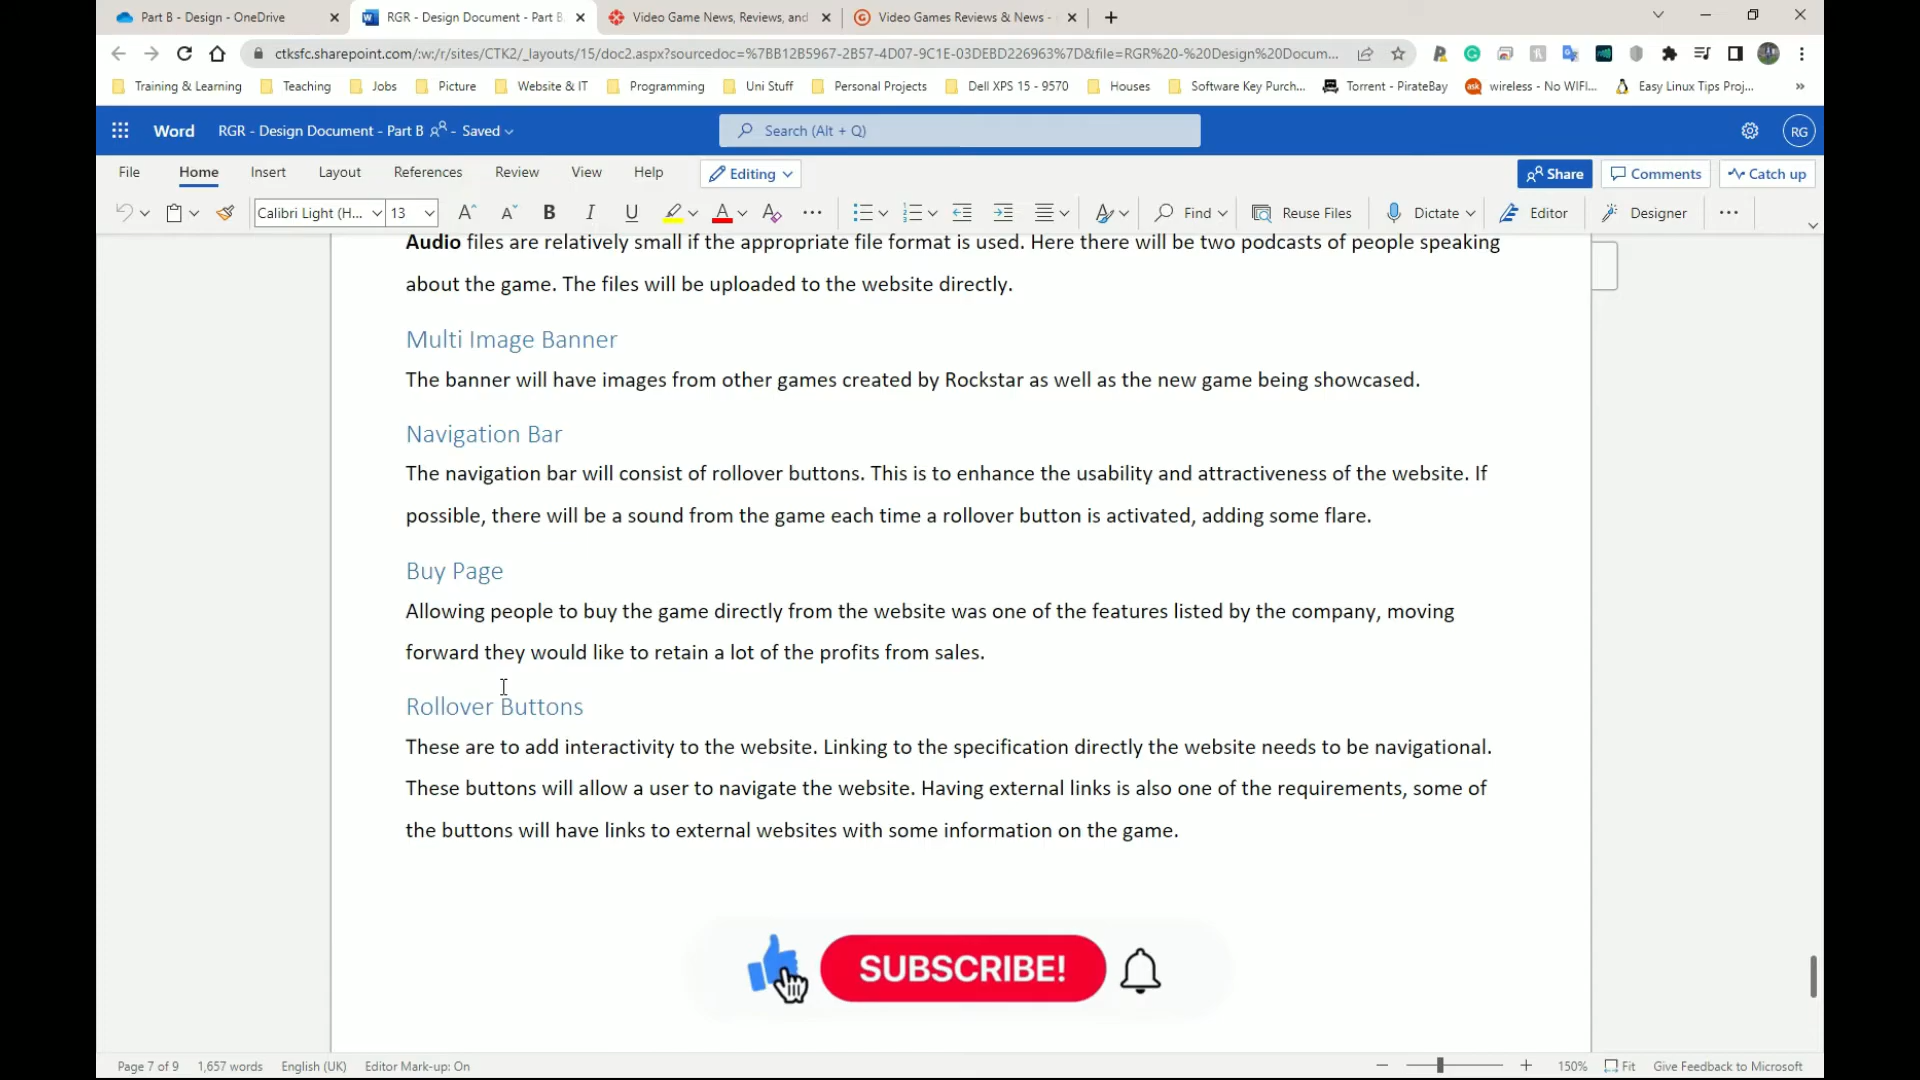 Part B - Design - OneDrive
RGR - Design Document - Part B
Video Game News, Reviews, and
Video Games Reviews & News -
ctksfc.sharepoint.com/:w:/r/sites/CTK2/_layouts/15/doc2.aspx?sourcedoc=%7BB12B5967-2B57-4D07-9C1E-03DEBD226963%7D&file=RGR%20-%20Design%20Docum...
Training & Learning
Teaching
Jobs
Picture
Website & IT
Programming
Uni Stuff
Personal Projects
Dell XPS 15 - 9570
Houses
Software Key Purch...
Torrent - PirateBay
ask
wireless - No WIFI...
Easy Linux Tips Proj...
Word
RGR - Design Document - Part B - Saved
Search (Alt + Q)
RG
File
Home
Insert
Layout
References
Review
View
Help
Editing
Share
Comments
Catch up
Calibri Light (H...
13
Find
Reuse Files
Dictate
Editor
Designer
Audio files are relatively small if the appropriate file format is used. Here there will be two podcasts of people speaking
about the game. The files will be uploaded to the website directly.
Multi Image Banner
The banner will have images from other games created by Rockstar as well as the new game being showcased.
Navigation Bar
The navigation bar will consist of rollover buttons. This is to enhance the usability and attractiveness of the website. If
possible, there will be a sound from the game each time a rollover button is activated, adding some flare.
Buy Page
Allowing people to buy the game directly from the website was one of the features listed by the company, moving
forward they would like to retain a lot of the profits from sales.
Rollover Buttons
These are to add interactivity to the website. Linking to the specification directly the website needs to be navigational.
These buttons will allow a user to navigate the website. Having external links is also one of the requirements, some of
the buttons will have links to external websites with some information on the game.
SUBSCRIBE!
Page 7 of 9
1,657 words
English (UK)
Editor Mark-up: On
150%
Fit
Give Feedback to Microsoft